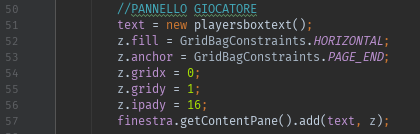 50 //PANNELLO GIOCATORE
51 text = new playersboxtext();
52 z.fill = GridBagConstraints.HORIZONTAL;
53 z.anchor = GridBagConstraints.PAGE_END;
54 z.gridx = 0;
55 z.gridy = 1;
56 z.ipady = 16;
57 finestra.getContentPane().add(text, z);